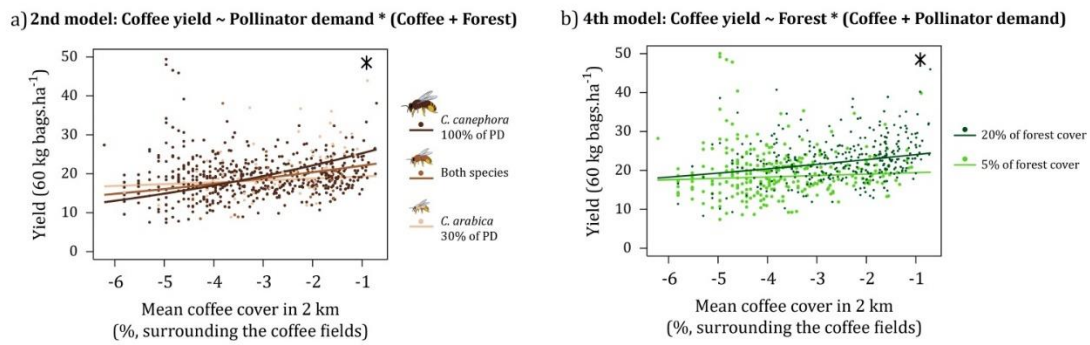 a) 2nd model: Coffee yield ~ Pollinator demand * (Coffee + Forest)
Yield (60 kg bags.ha⁻¹)
50
40
30
20
10
0
-6 -5 -4 -3 -2 -1
Mean coffee cover in 2 km
(%, surrounding the coffee fields)
*
C. canephora
100% of PD
Both species
C. arabica
30% of PD
b) 4th model: Coffee yield ~ Forest * (Coffee + Pollinator demand)
Yield (60 kg bags.ha⁻¹)
50
40
30
20
10
0
-6 -5 -4 -3 -2 -1
Mean coffee cover in 2 km
(%, surrounding the coffee fields)
*
20% of forest cover
5% of forest cover